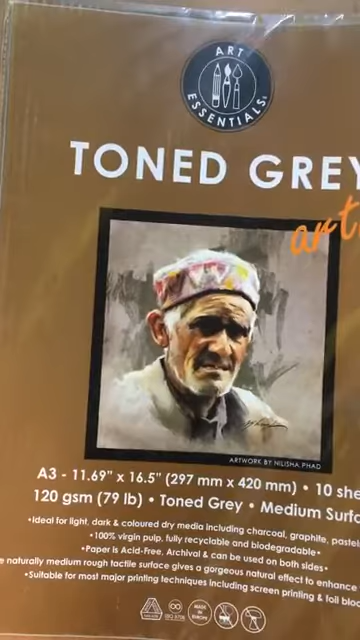 ART
ESSENTIALS
TONED GREY
art
ARTWORK BY NILISHA PHAD
A3 - 11.69" x 16.5" (297 mm x 420 mm) • 10 she
120 gsm (79 lb) • Toned Grey • Medium Surfa
•Ideal for light, dark & coloured dry media including charcoal, graphite, pastels
•100% virgin pulp, fully recyclable and biodegradable•
•Paper is Acid-Free, Archival & can be used on both sides•
e naturally medium rough tactile surface gives a gorgeous natural effect to enhance
•Suitable for most major printing techniques including screen printing & foil bloc
MADE IN EUROPE